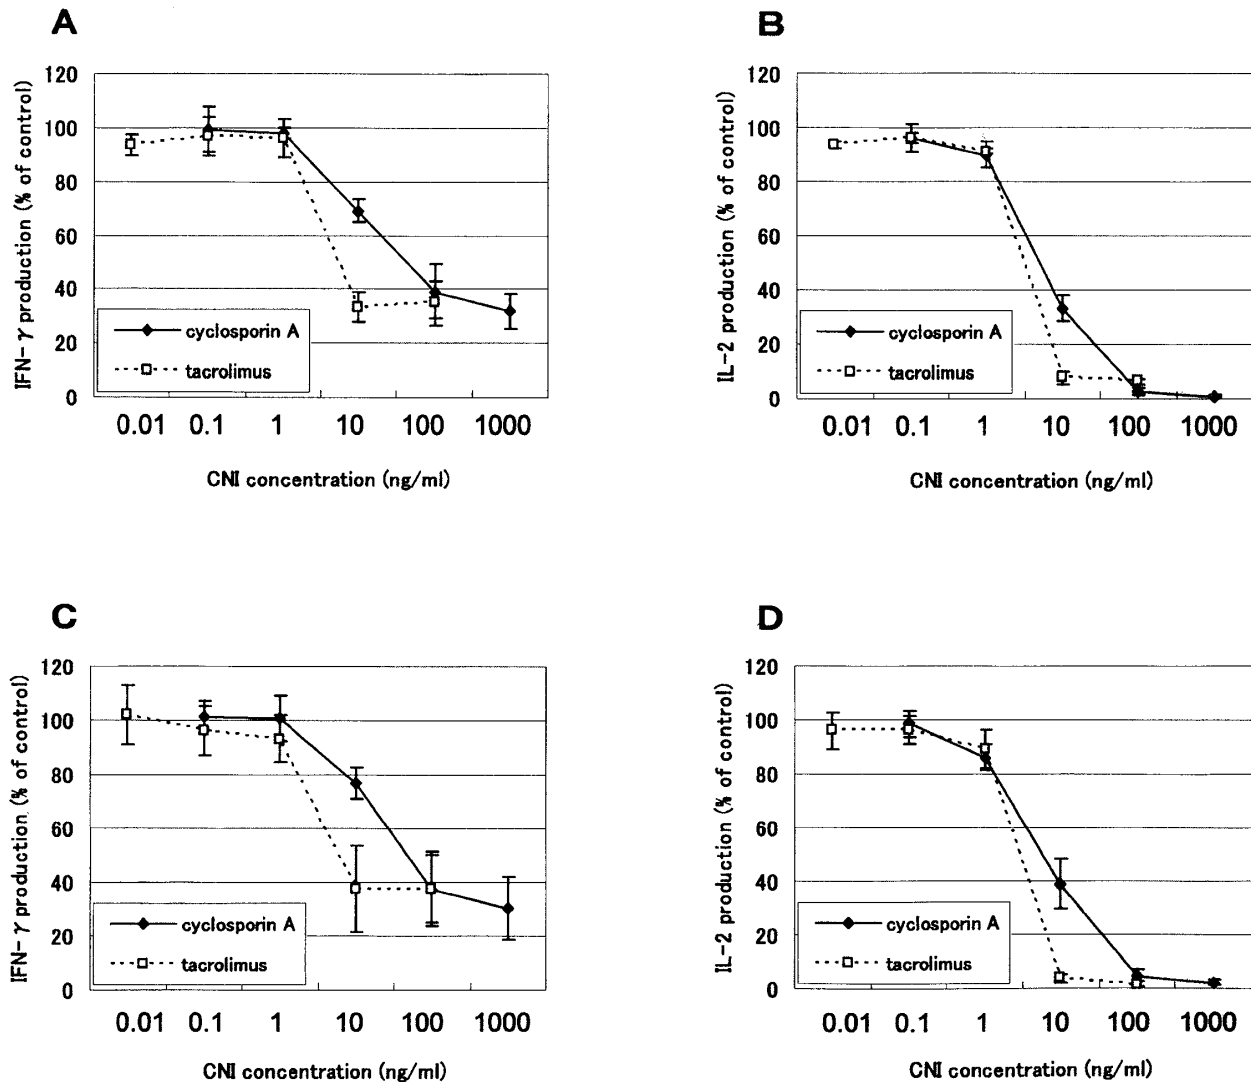 A
IFN-γ production (% of control)
120
100
80
60
40
20
0
cyclosporin A
tacrolimus
0.01 0.1 1 10 100 1000
CNI concentration (ng/ml)
B
IL-2 production (% of control)
120
100
80
60
40
20
0
cyclosporin A
tacrolimus
0.01 0.1 1 10 100 1000
CNI concentration (ng/ml)
C
IFN-γ production (% of control)
120
100
80
60
40
20
0
cyclosporin A
tacrolimus
0.01 0.1 1 10 100 1000
CNI concentration (ng/ml)
D
IL-2 production (% of control)
120
100
80
60
40
20
0
cyclosporin A
tacrolimus
0.01 0.1 1 10 100 1000
CNI concentration (ng/ml)